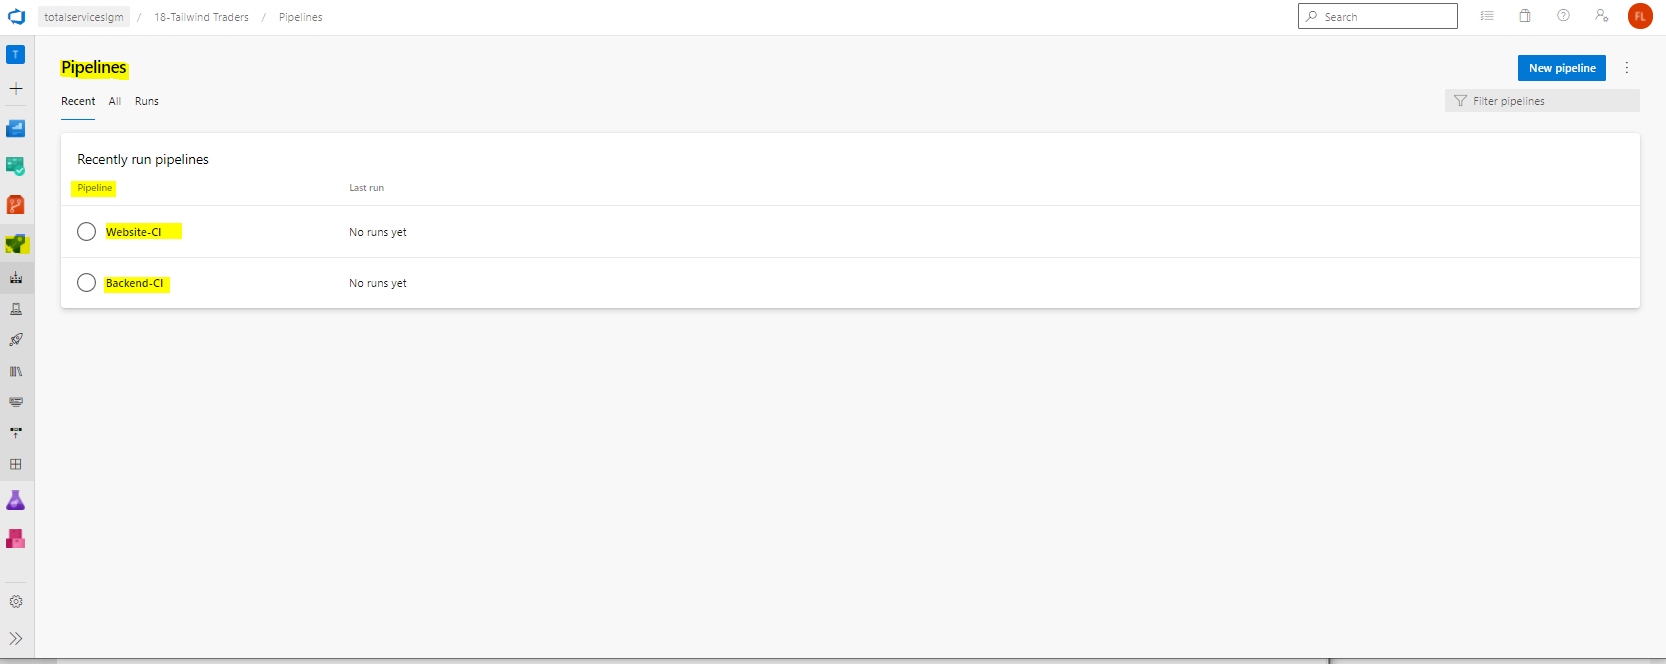 totalserviceslgm / 18-Tailwind Traders / Pipelines
Search
FL
T
Pipelines
New pipeline
Recent All Runs
Filter pipelines
Recently run pipelines
Pipeline Last run
Website-CI No runs yet
Backend-CI No runs yet